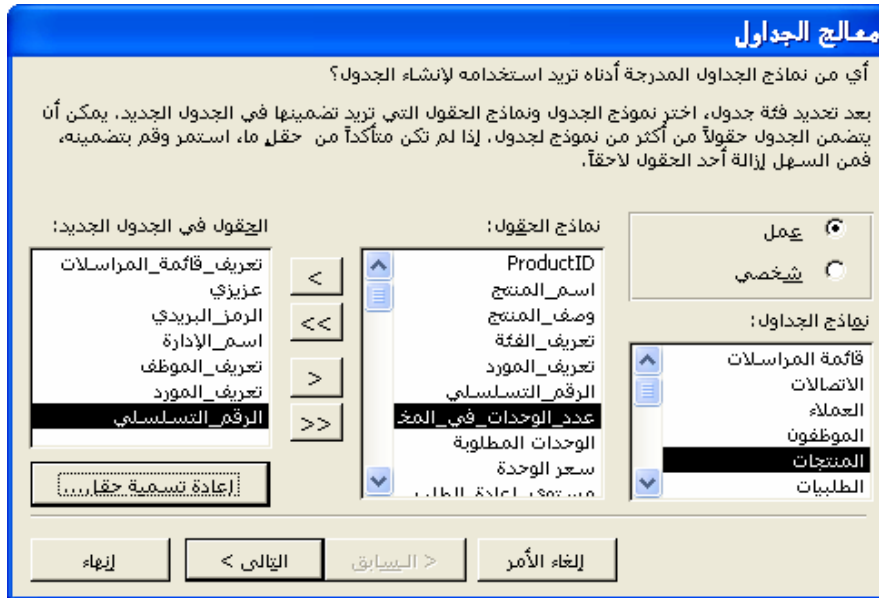 معالج الجداول
أي من نماذج الجداول المدرجة أدناه تريد استخدامه لإنشاء الجدول؟
بعد تحديد فئة جدول، اختر نموذج الجدول ونماذج الحقول التي تريد تضمينها في الجدول الجديد. يمكن أن
يتضمن الجدول حقولاً من أكثر من نموذج لجدول. إذا لم تكن متأكداً من حقل ما، استمر وقم بتضمينه،
فمن السهل إزالة أحد الحقول لاحقاً.
عمل
شخصي
نماذج الجداول:
قائمة المراسلات
الاتصالات
العملاء
الموظفون
المنتجات
الطلبيات
نماذج الحقول:
ProductID
اسم_المنتج
وصف_المنتج
تعريف_الفئة
تعريف_المورد
الرقم_التسلسلي
عدد_الوحدات_في_المخ
الوحدات المطلوبة
سعر الوحدة
مستوى_إعادة_الطلب
>
>>
<
<<
الحقول في الجدول الجديد:
تعريف_قائمة_المراسلات
عزيزي
الرمز_البريدي
اسم_الإدارة
تعريف_الموظف
تعريف_المورد
الرقم_التسلسلي
إعادة تسمية حقل....
إلغاء الأمر
< السابق
التالي >
إنهاء